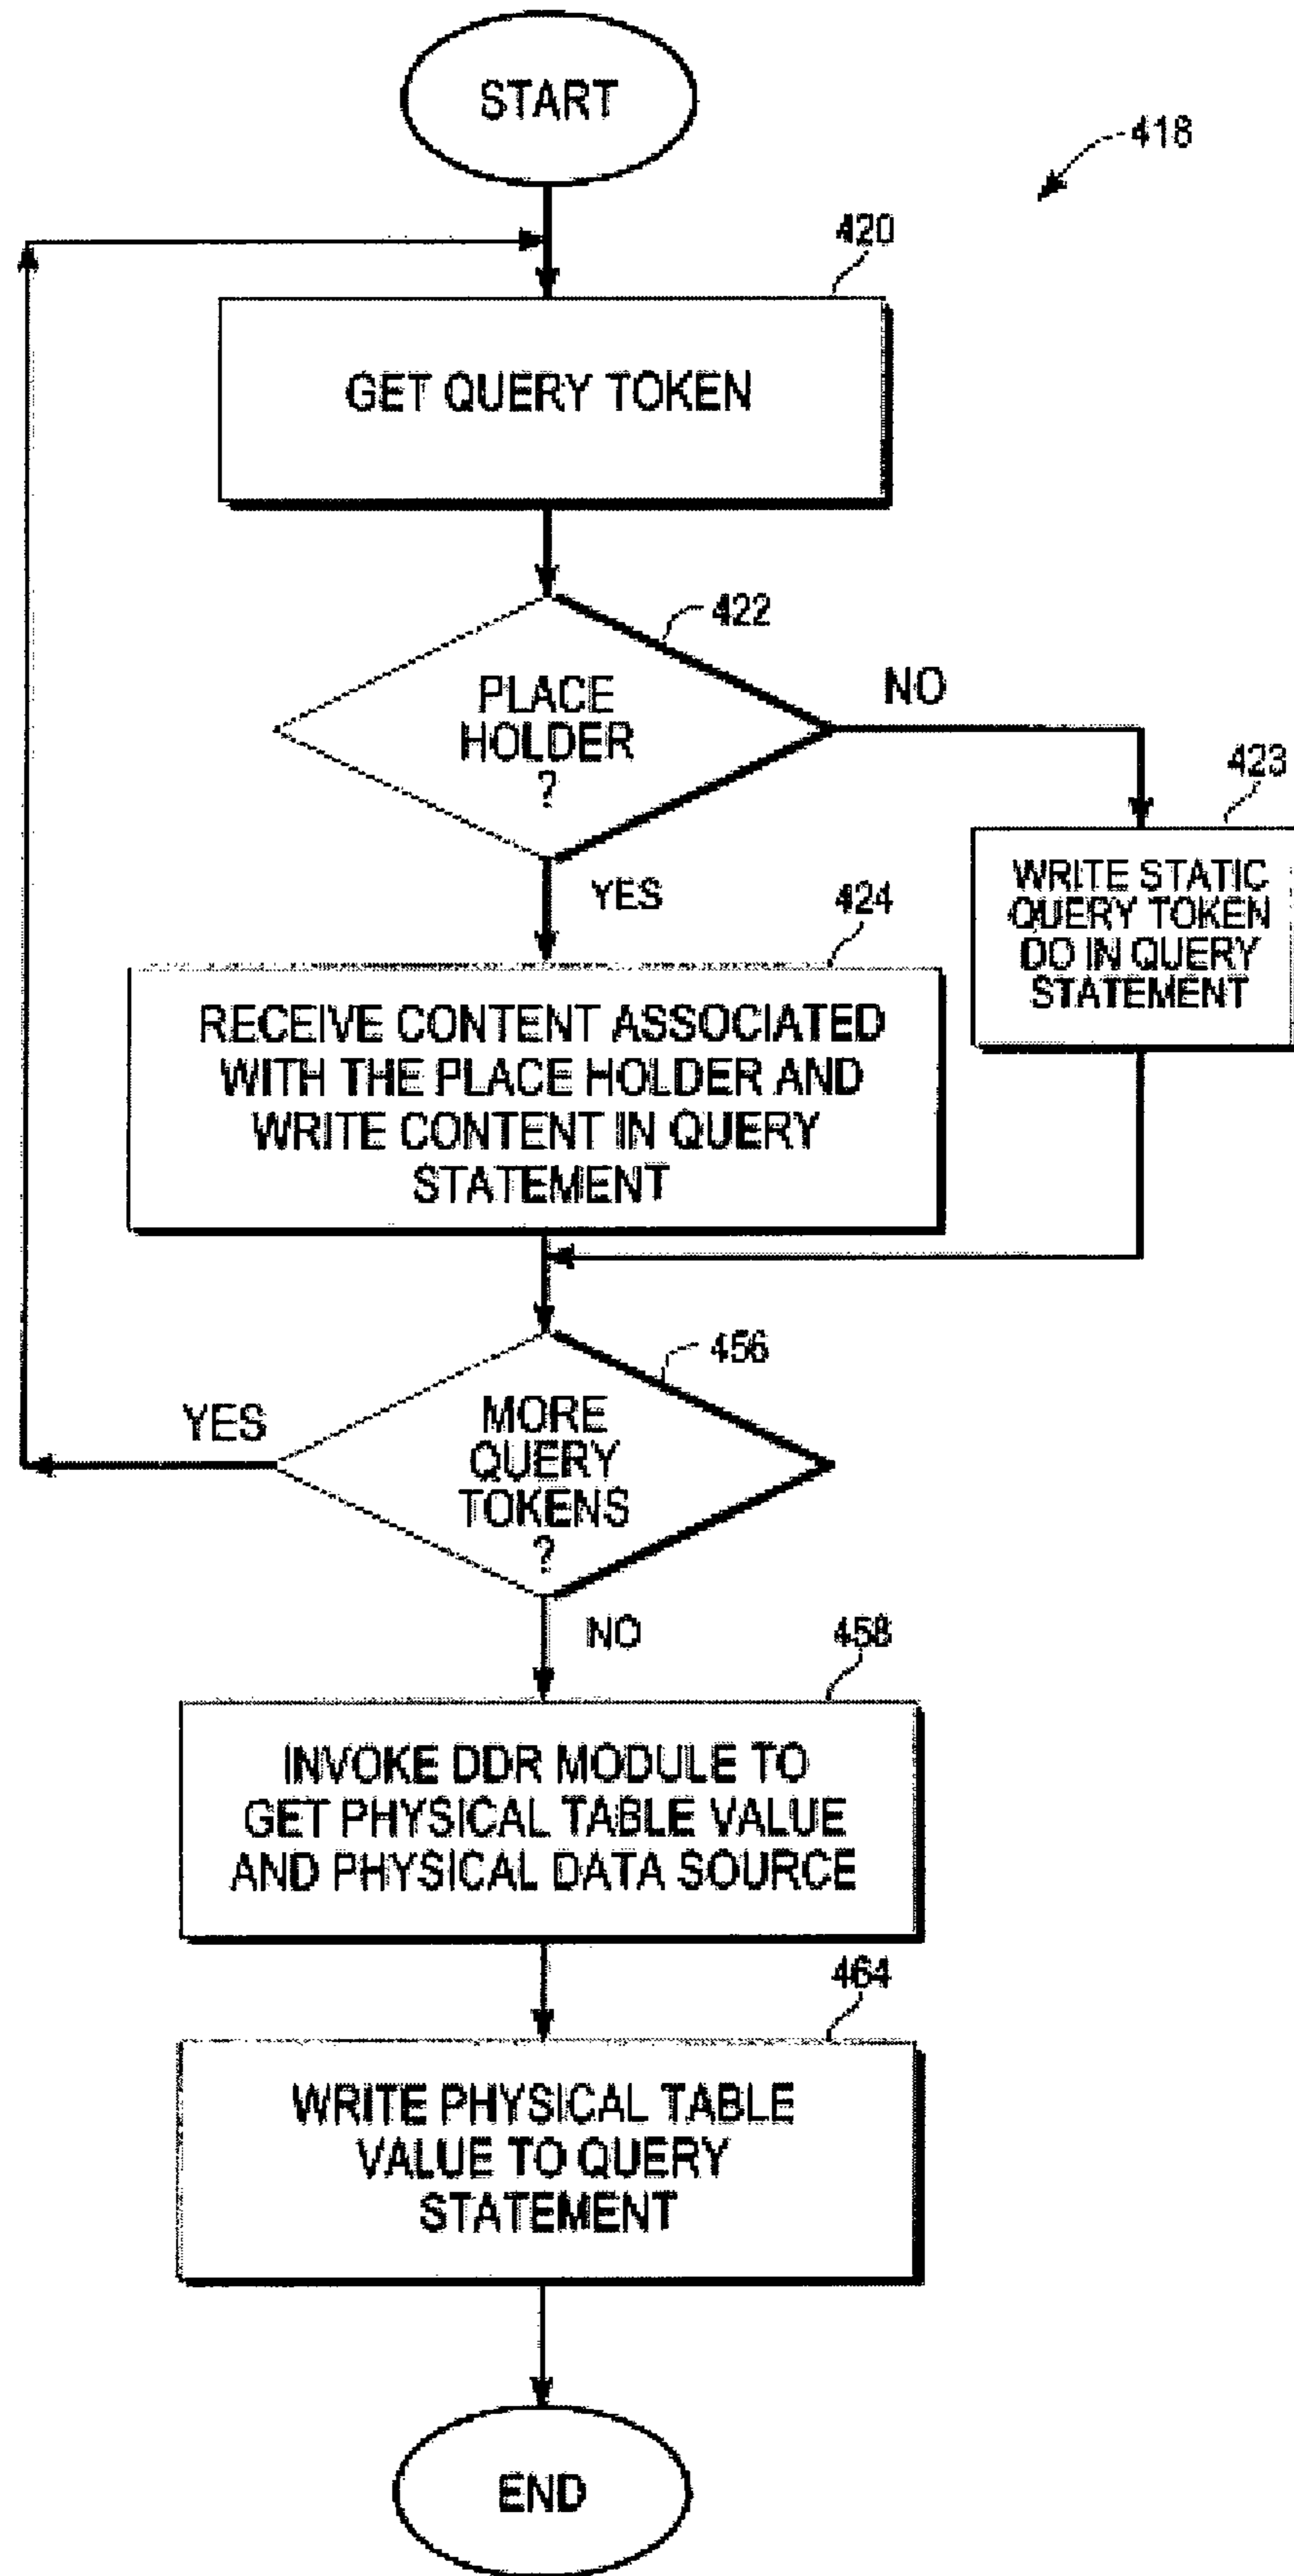 START
418
420
GET QUERY TOKEN
422
PLACE
HOLDER
?
NO
423
WRITE STATIC
QUERY TOKEN
DO IN QUERY
STATEMENT
YES
424
RECEIVE CONTENT ASSOCIATED
WITH THE PLACE HOLDER AND
WRITE CONTENT IN QUERY
STATEMENT
456
YES
MORE
QUERY
TOKENS
?
NO
458
INVOKE DDR MODULE TO
GET PHYSICAL TABLE VALUE
AND PHYSICAL DATA SOURCE
464
WRITE PHYSICAL TABLE
VALUE TO QUERY
STATEMENT
END